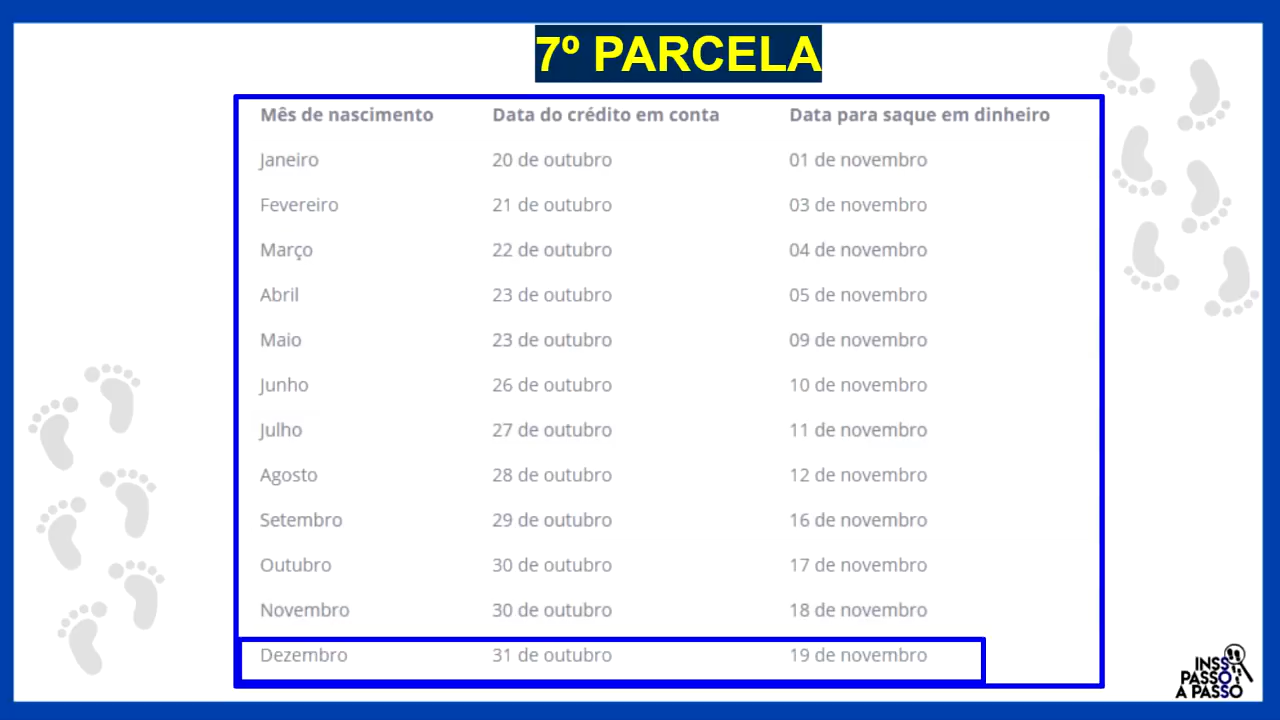 7º PARCELA
Mês de nascimento Data do crédito em conta Data para saque em dinheiro
Janeiro 20 de outubro 01 de novembro
Fevereiro 21 de outubro 03 de novembro
Março 22 de outubro 04 de novembro
Abril 23 de outubro 05 de novembro
Maio 23 de outubro 09 de novembro
Junho 26 de outubro 10 de novembro
Julho 27 de outubro 11 de novembro
Agosto 28 de outubro 12 de novembro
Setembro 29 de outubro 16 de novembro
Outubro 30 de outubro 17 de novembro
Novembro 30 de outubro 18 de novembro
Dezembro 31 de outubro 19 de novembro
INSS
PASSO
A PASSO